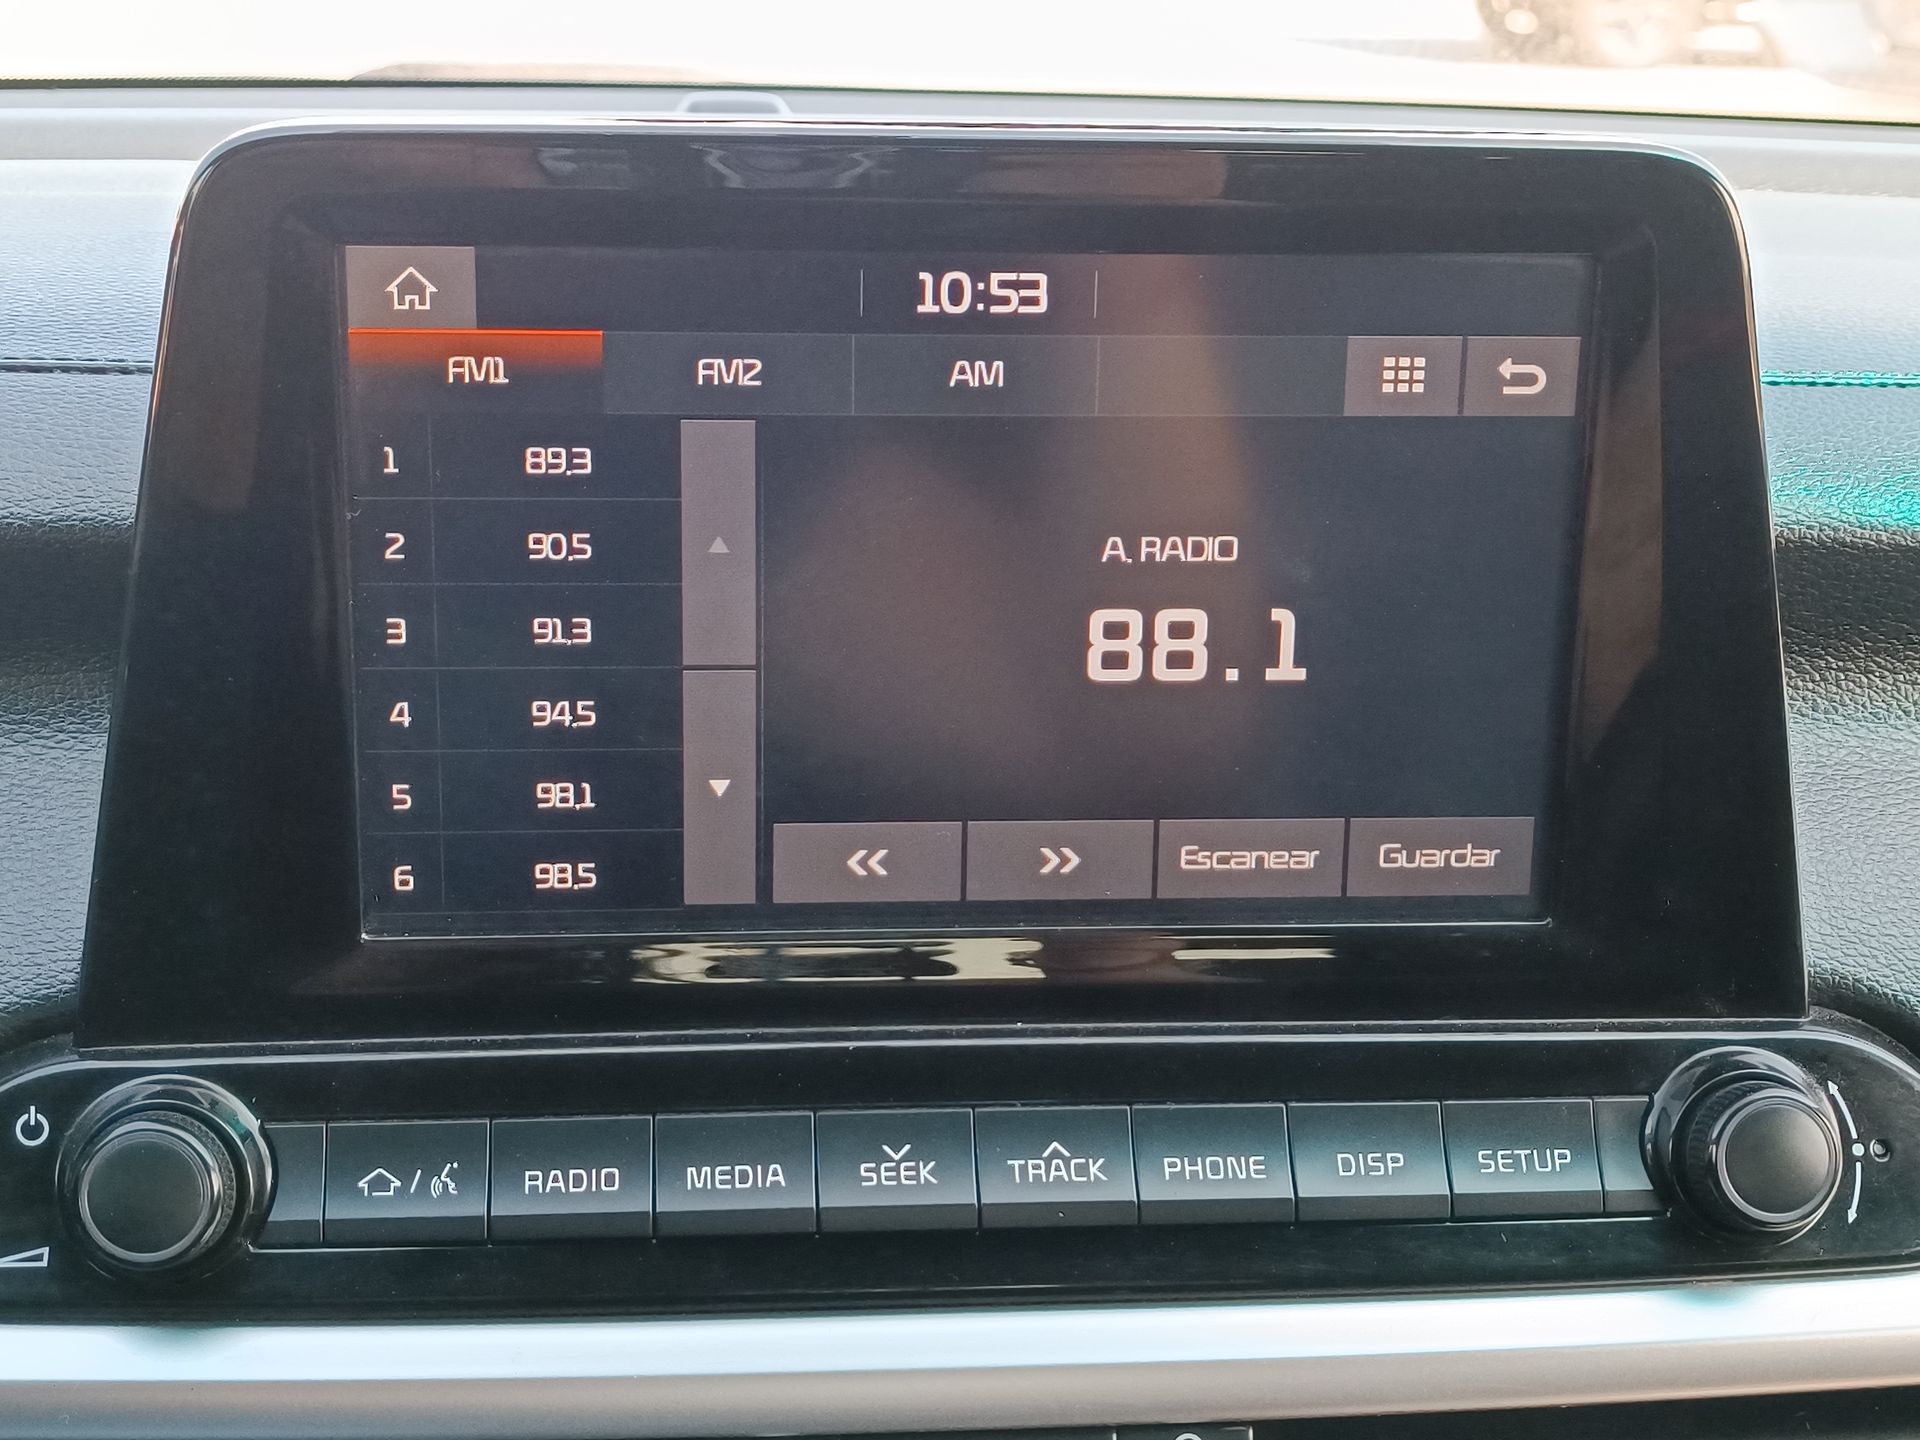 10:53
FM1 FM2 AM
1 89.3
2 90.5
3 91.3
4 94.5
5 98.1
6 98.5
A. RADIO
88.1
Escanear Guardar
RADIO MEDIA SEEK TRACK PHONE DISP SETUP